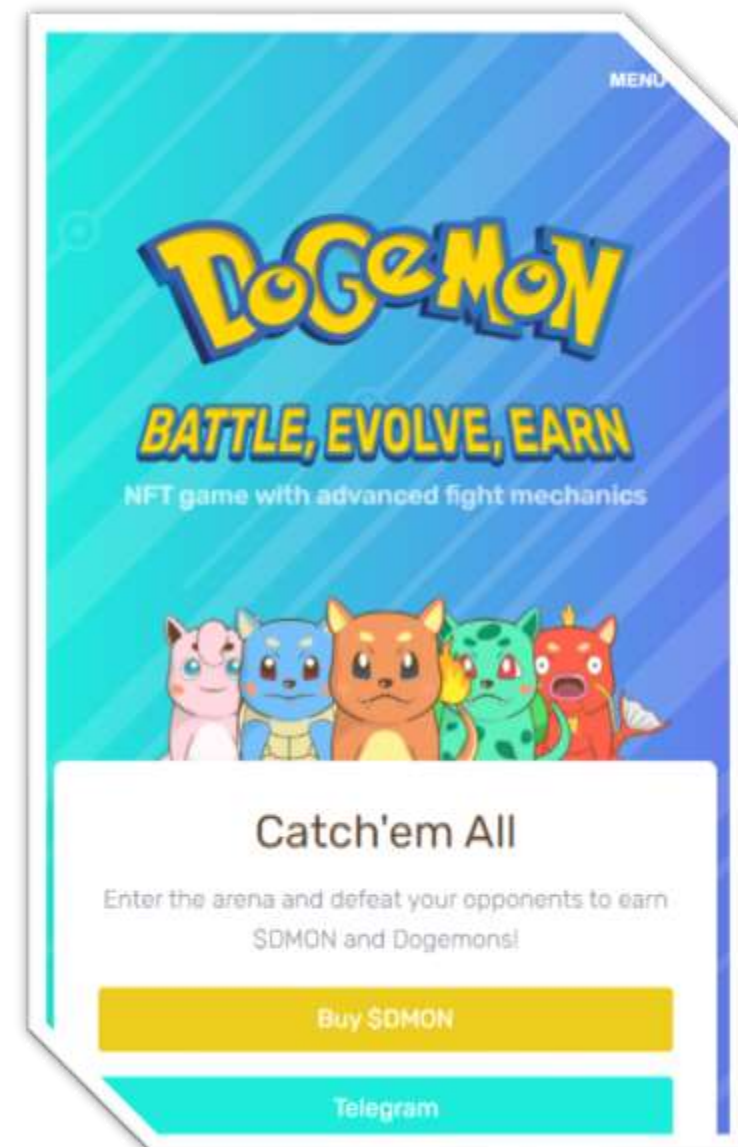 MENU
DOGEMON
BATTLE, EVOLVE, EARN
NFT game with advanced fight mechanics
Catch'em All
Enter the arena and defeat your opponents to earn
$DMON and Dogemons!
Buy $DMON
Telegram